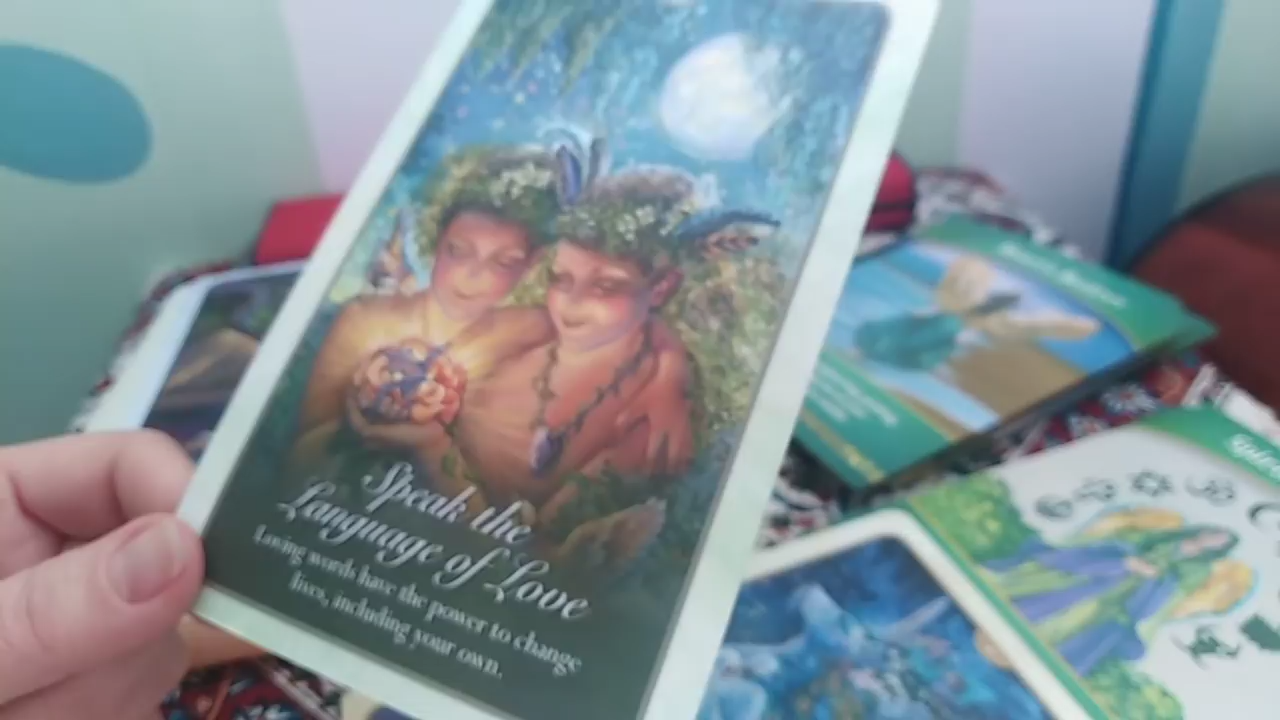 Speak the
Language of Love
Loving words have the power to change
lives, including your own.